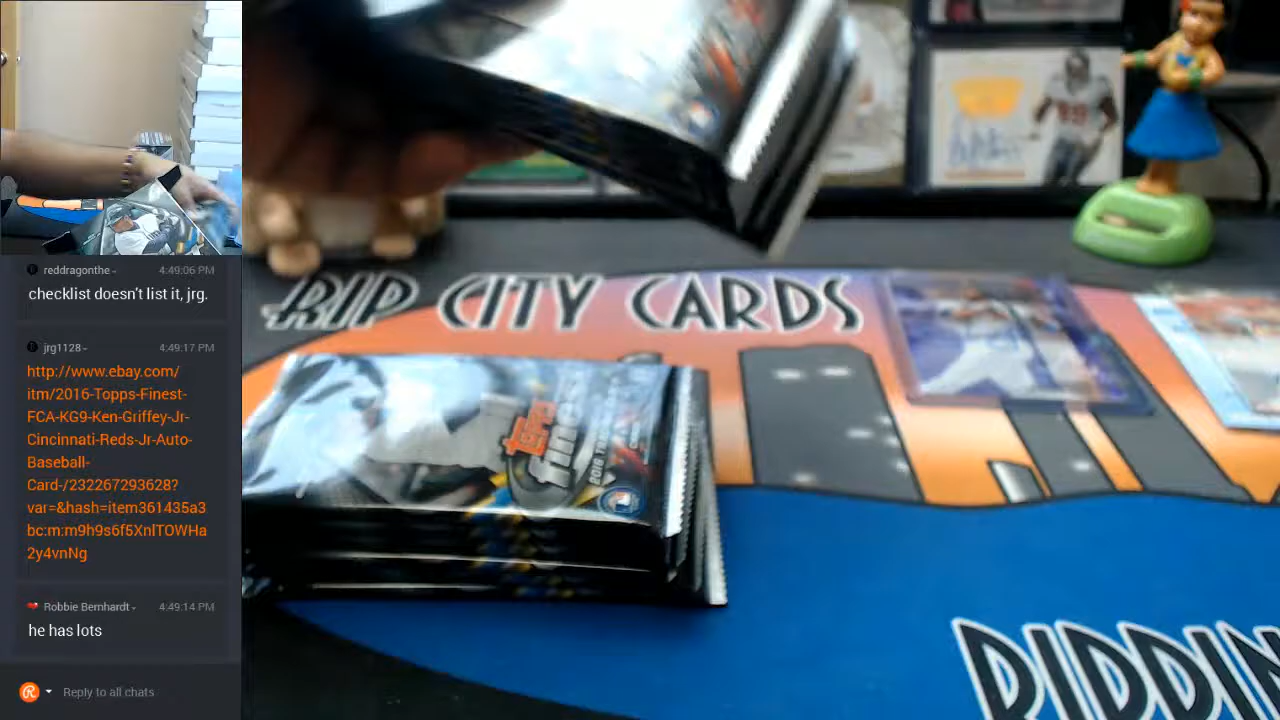 reddragonthe
4:49:06 PM
checklist doesn't list it, jrg.
jrg1128
4:49:17 PM
http://www.ebay.com/
itm/2016-Topps-Finest-
FCA-KG9-Ken-Griffey-Jr-
Cincinnati-Reds-Jr-Auto-
Baseball-
Card-/232267293628?
var=&hash=item361435a3
bc:m:m9h9s6f5XnlTOWHa
2y4vnNg
Robbie Bernhardt
4:49:14 PM
he has lots
Reply to all chats
RIP CITY CARDS
TOPPS
finest
89